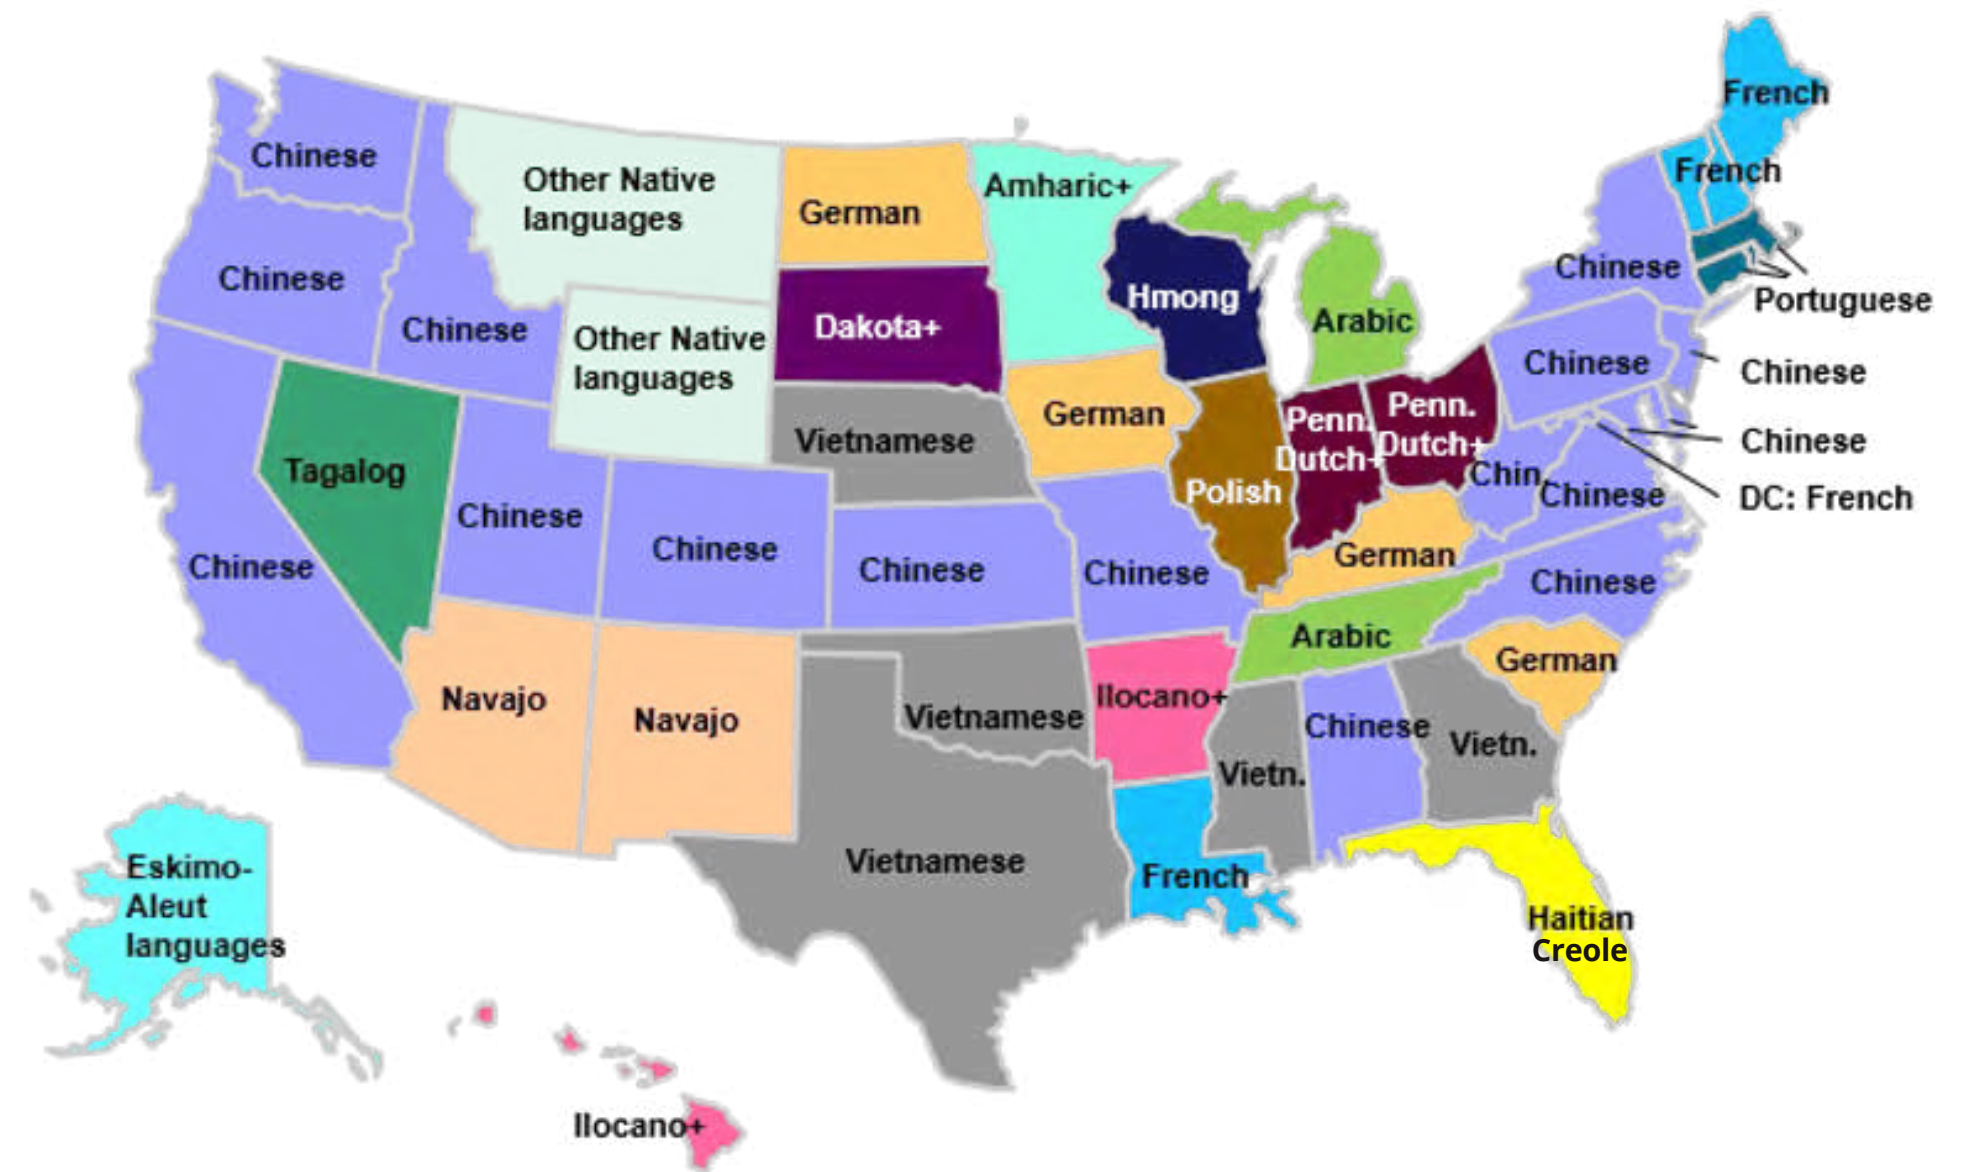 French
Chinese
Other Native
languages
Amharic+
French
German
Chinese
Chinese
Hmong
Portuguese
Chinese
Other Native
languages
Dakota+
Arabic
Chinese
Chinese
German
Penn.
Dutch+
Penn.
Dutch+
Vietnamese
Chinese
Tagalog
Polish
Chin.
Chinese
DC: French
Chinese
Chinese
Chinese
Chinese
Chinese
German
Chinese
Navajo
Navajo
Ilocano+
Arabic
German
Vietnamese
Chinese
Vietn.
Vietn.
Vietnamese
French
Eskimo-
Aleut
languages
Haitian
Creole
Ilocano+